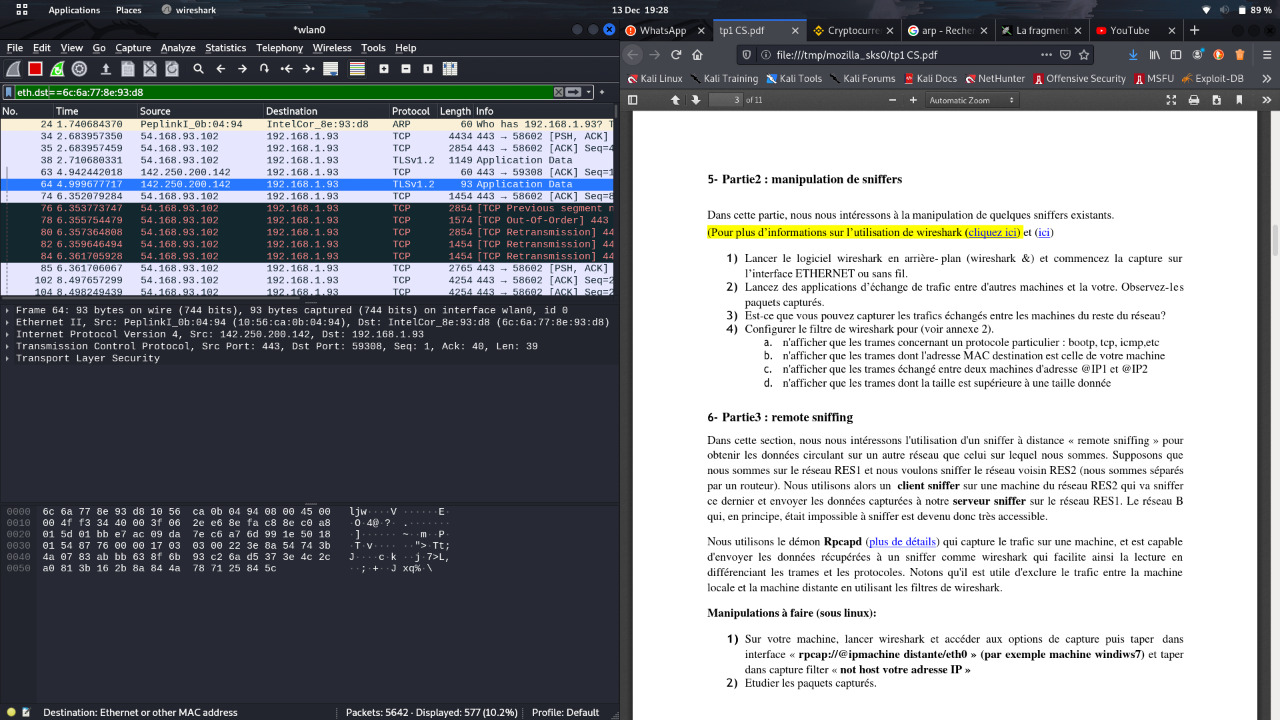 Applications Places wireshark 13 Dec 19:28 89 %
*wlan0
File Edit View Go Capture Analyze Statistics Telephony Wireless Tools Help
eth.dst==6c:6a:77:8e:93:d8
No. Time Source Destination Protocol Length Info
24 1.740684370 PeplinkI_0b:04:94 IntelCor_8e:93:d8 ARP 60 Who has 192.168.1.93? T
34 2.683957350 54.168.93.102 192.168.1.93 TCP 4434 443 → 58602 [PSH, ACK]
35 2.683957459 54.168.93.102 192.168.1.93 TCP 2854 443 → 58602 [ACK] Seq=4
38 2.710680331 54.168.93.102 192.168.1.93 TLSv1.2 1149 Application Data
63 4.942442018 142.250.200.142 192.168.1.93 TCP 60 443 → 59308 [ACK] Seq=1
64 4.999677717 142.250.200.142 192.168.1.93 TLSv1.2 93 Application Data
74 6.352079284 54.168.93.102 192.168.1.93 TCP 1454 443 → 58602 [ACK] Seq=8
76 6.353773747 54.168.93.102 192.168.1.93 TCP 2854 [TCP Previous segment n
78 6.355754479 54.168.93.102 192.168.1.93 TCP 1574 [TCP Out-Of-Order] 443
80 6.357364808 54.168.93.102 192.168.1.93 TCP 2854 [TCP Retransmission] 44
82 6.359646494 54.168.93.102 192.168.1.93 TCP 1454 [TCP Retransmission] 44
84 6.361705928 54.168.93.102 192.168.1.93 TCP 1454 [TCP Retransmission] 44
85 6.361706067 54.168.93.102 192.168.1.93 TCP 2765 443 → 58602 [PSH, ACK]
102 8.497657299 54.168.93.102 192.168.1.93 TCP 4254 443 → 58602 [ACK] Seq=2
104 8.498249439 54.168.93.102 192.168.1.93 TCP 4254 443 → 58602 [ACK] Seq=2
Frame 64: 93 bytes on wire (744 bits), 93 bytes captured (744 bits) on interface wlan0, id 0
Ethernet II, Src: PeplinkI_0b:04:94 (10:56:ca:0b:04:94), Dst: IntelCor_8e:93:d8 (6c:6a:77:8e:93:d8)
Internet Protocol Version 4, Src: 142.250.200.142, Dst: 192.168.1.93
Transmission Control Protocol, Src Port: 443, Dst Port: 59308, Seq: 1, Ack: 40, Len: 39
Transport Layer Security
0000 6c 6a 77 8e 93 d8 10 56 ca 0b 04 94 08 00 45 00 ljw····V ······E·
0010 00 4f f3 34 40 00 3f 06 2e e6 8e fa c8 8e c0 a8 ·O·4@·?· .·······
0020 01 5d 01 bb e7 ac 09 da 7e c6 a7 6d 99 1e 50 18 ·]······ ~··m··P·
0030 01 54 87 76 00 00 17 03 03 00 22 3e 8a 54 74 3b ·T·v···· ··">·Tt;
0040 4a 07 83 ab bb 63 8f 6b 93 c2 6a d5 37 3e 4c 2c J····c·k ··j·7>L,
0050 a0 81 3b 16 2b 8a 84 4a 78 71 25 84 5c ··;·+··J xq%·\
Destination: Ethernet or other MAC address Packets: 5642 · Displayed: 577 (10.2%) Profile: Default
WhatsApp tp1 CS.pdf Cryptocurre arp - Recher La fragment YouTube
file:///tmp/mozilla_sks0/tp1 CS.pdf
Kali Linux Kali Training Kali Tools Kali Forums Kali Docs NetHunter Offensive Security MSFU Exploit-DB
3 of 11 Automatic Zoom
5- Partie2 : manipulation de sniffers
Dans cette partie, nous nous intéressons à la manipulation de quelques sniffers existants.
(Pour plus d’informations sur l’utilisation de wireshark (cliquez ici) et (ici)
1) Lancer le logiciel wireshark en arrière- plan (wireshark &) et commencez la capture sur
l’interface ETHERNET ou sans fil.
2) Lancez des applications d’échange de trafic entre d'autres machines et la votre. Observez-les
paquets capturés.
3) Est-ce que vous pouvez capturer les trafics échangés entre les machines du reste du réseau?
4) Configurer le filtre de wireshark pour (voir annexe 2).
a. n'afficher que les trames concernant un protocole particulier : bootp, tcp, icmp,etc
b. n'afficher que les trames dont l'adresse MAC destination est celle de votre machine
c. n'afficher que les trames échangé entre deux machines d'adresse @IP1 et @IP2
d. n'afficher que les trames dont la taille est supérieure à une taille donnée
6- Partie3 : remote sniffing
Dans cette section, nous nous intéressons l'utilisation d'un sniffer à distance « remote sniffing » pour
obtenir les données circulant sur un autre réseau que celui sur lequel nous sommes. Supposons que
nous sommes sur le réseau RES1 et nous voulons sniffer le réseau voisin RES2 (nous sommes séparés
par un routeur). Nous utilisons alors un client sniffer sur une machine du réseau RES2 qui va sniffer
ce dernier et envoyer les données capturées à notre serveur sniffer sur le réseau RES1. Le réseau B
qui, en principe, était impossible à sniffer est devenu donc très accessible.
Nous utilisons le démon Rpcapd (plus de détails) qui capture le trafic sur une machine, et est capable
d'envoyer les données récupérées à un sniffer comme wireshark qui facilite ainsi la lecture en
différenciant les trames et les protocoles. Notons qu'il est utile d'exclure le trafic entre la machine
locale et la machine distante en utilisant les filtres de wireshark.
Manipulations à faire (sous linux):
1) Sur votre machine, lancer wireshark et accéder aux options de capture puis taper dans
interface « rpcap://@ipmachine distante/eth0 » (par exemple machine windiws7) et taper
dans capture filter « not host votre adresse IP »
2) Etudier les paquets capturés.